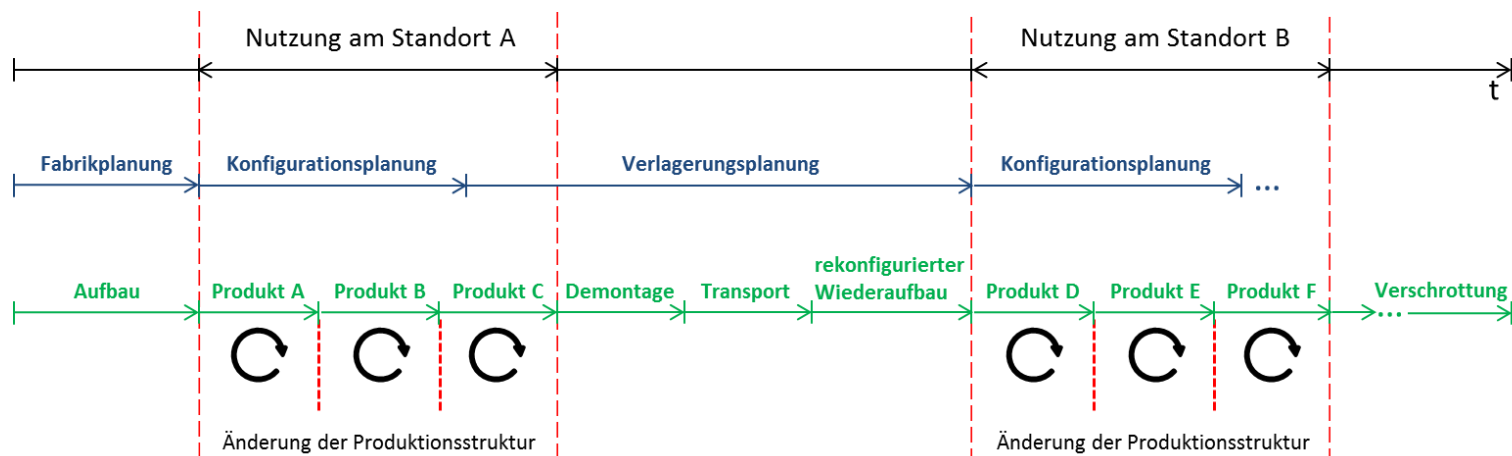 Nutzung am Standort A
Nutzung am Standort B
t
Fabrikplanung
Konfigurationsplanung
Verlagerungsplanung
Konfigurationsplanung
...
Aufbau
Produkt A
Produkt B
Produkt C
Demontage
Transport
rekonfigurierter
Wiederaufbau
Produkt D
Produkt E
Produkt F
...
Verschrottung
Änderung der Produktionsstruktur
Änderung der Produktionsstruktur